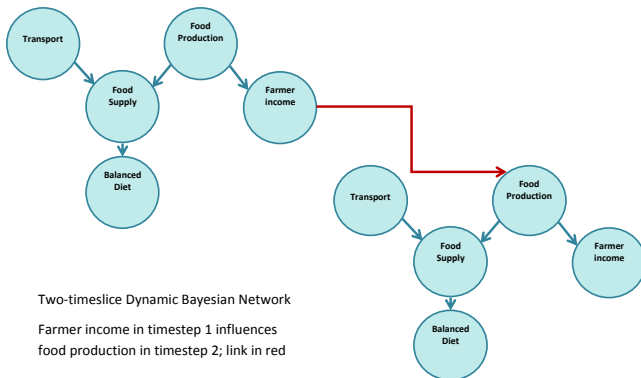 Transport
Food
Production
Food
Supply
Farmer
income
Balanced
Diet
Transport
Food
Production
Food
Supply
Farmer
income
Balanced
Diet
Two-timeslice Dynamic Bayesian Network
Farmer income in timestep 1 influences
food production in timestep 2; link in red